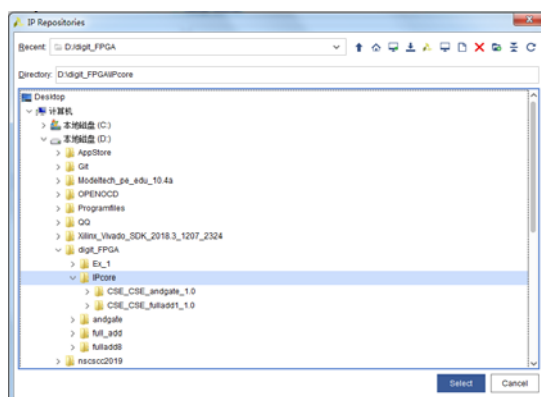 IP Repositories
Recent: D:/digit_FPGA
Directory: D:\digit_FPGA\IPcore
Desktop
计算机
本地磁盘 (C:)
本地磁盘 (D:)
AppStore
Git
Modeltech_pe_edu_10.4a
OPENOCD
Programfiles
QQ
Xilinx_Vivado_SDK_2018.3_1207_2324
digit_FPGA
Ex_1
IPcore
CSE_CSE_andgate_1.0
CSE_CSE_fulladd1_1.0
andgate
full_add
fulladd8
nscscc2019
Select Cancel